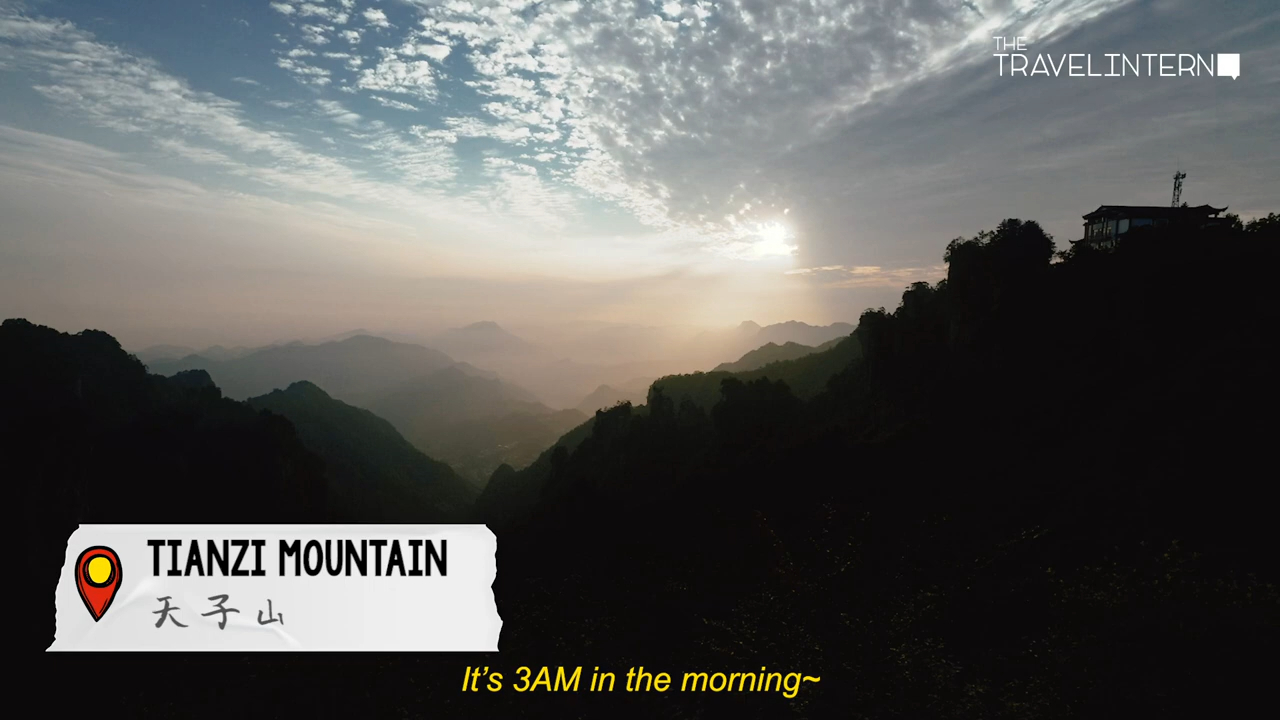 THE
TRAVELINTERN
TIANZI MOUNTAIN
天子山
It's 3AM in the morning~